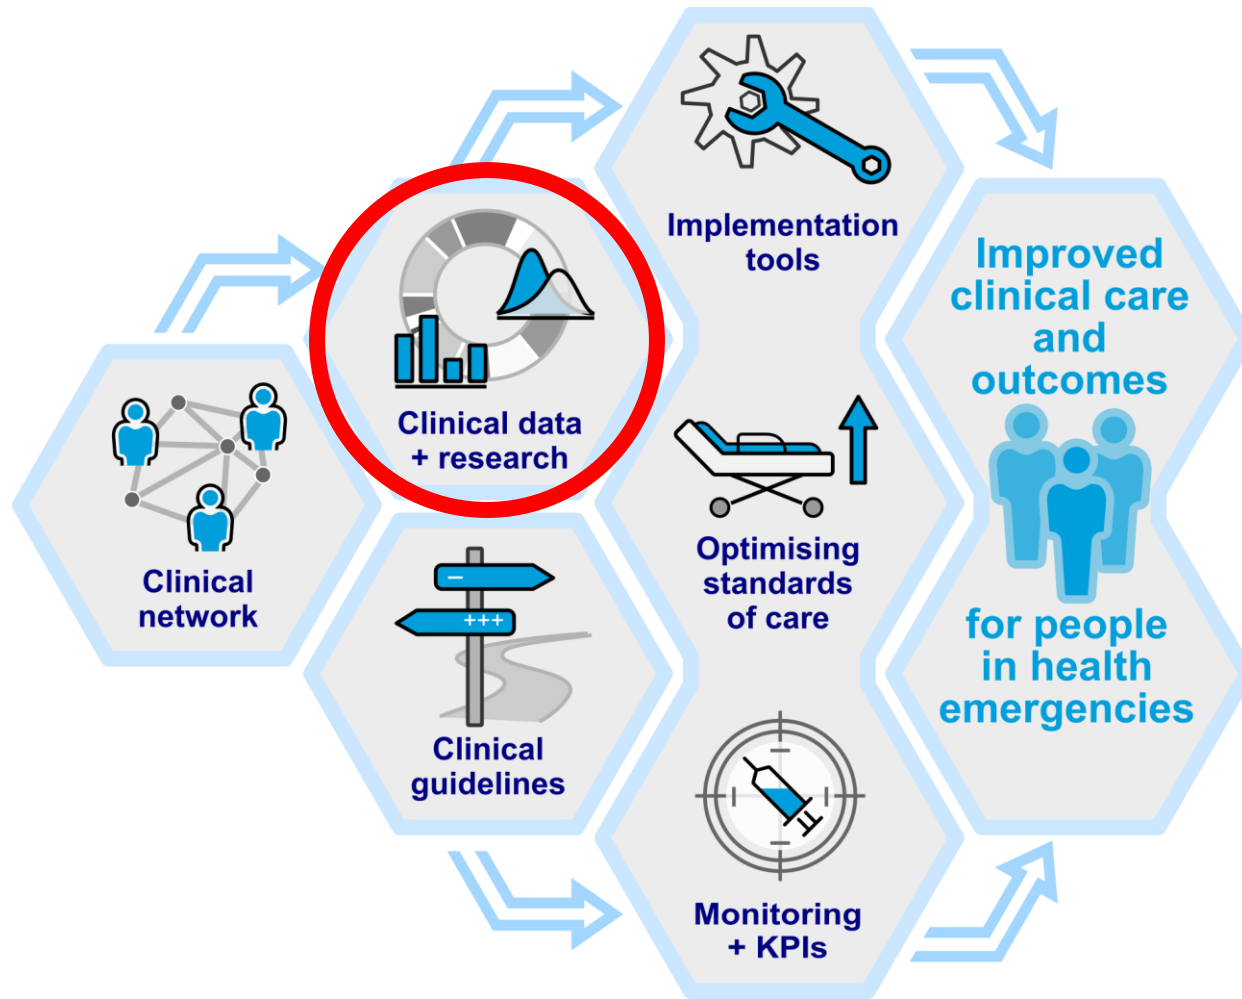 Clinical
network
Clinical data
+ research
−
+++
Clinical
guidelines
Implementation
tools
Optimising
standards
of care
Monitoring
+ KPIs
Improved
clinical care
and
outcomes
for people
in health
emergencies